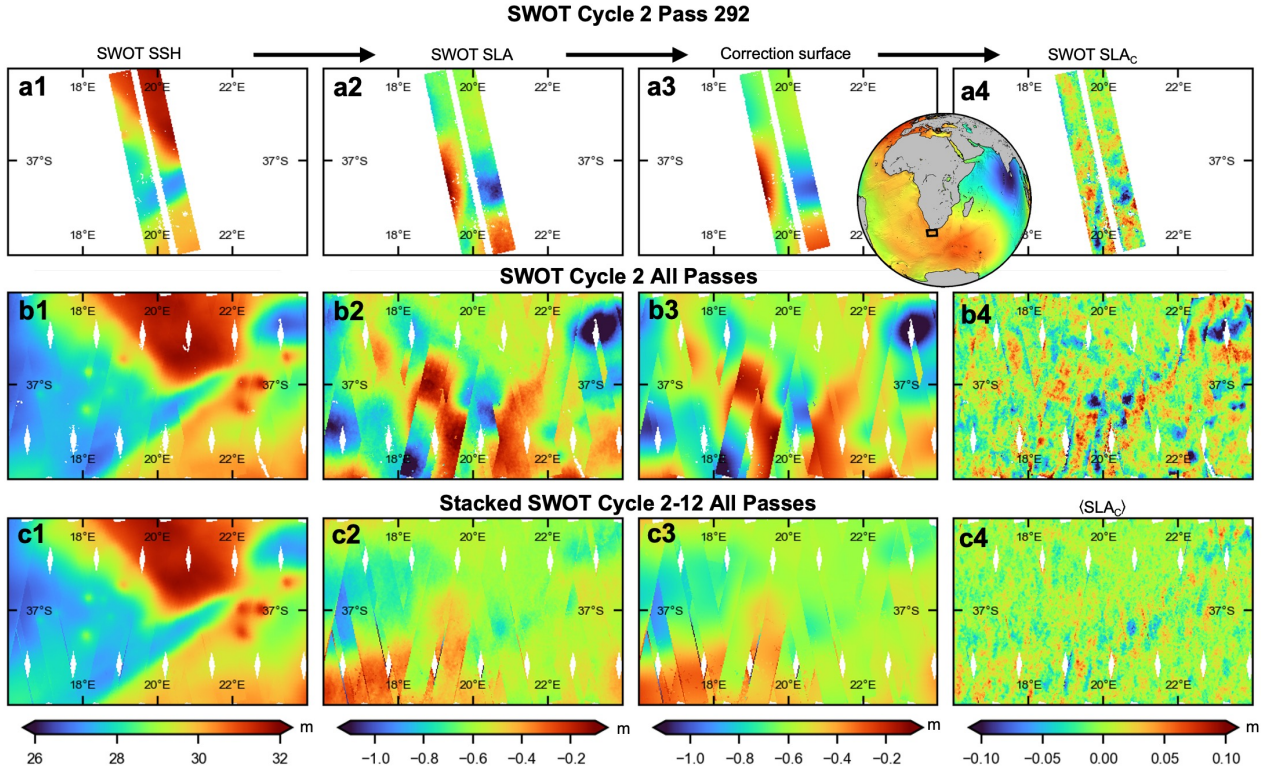 SWOT Cycle 2 Pass 292
SWOT SSH
SWOT SLA
Correction surface
SWOT SLAC
a1
18°E 20°E 22°E
37°S
18°E 20°E 22°E
a2
18°E 20°E 22°E
37°S
18°E 20°E 22°E
a3
18°E 20°E 22°E
37°S
18°E 20°E 22
a4
20°E 22°E
37°S
8°E 20°E 22°E
SWOT Cycle 2 All Passes
b1
18°E 20°E 22°E
37°S 37°S
18°E 20°E 22°E
b2
18°E 20°E 22°E
37°S 37°S
18°E 20°E 22°E
b3
18°E 20°E 22°E
37°S 37°S
18°E 20°E 22°E
b4
18°E 20°E 22°E
37°S 37°S
18°E 20°E 22°E
Stacked SWOT Cycle 2-12 All Passes
⟨SLAC⟩
c1
18°E 20°E 22°E
37°S 37°S
18°E 20°E 22°E
c2
18°E 20°E 22°E
37°S 37°S
18°E 20°E 22°E
c3
18°E 20°E 22°E
37°S 37°S
18°E 20°E 22°E
c4
18°E 20°E 22°E
37°S 37°S
18°E 20°E 22°E
m
26 28 30 32
m
−1.0 −0.8 −0.6 −0.4 −0.2
m
−1.0 −0.8 −0.6 −0.4 −0.2
m
−0.10 −0.05 0.00 0.05 0.10